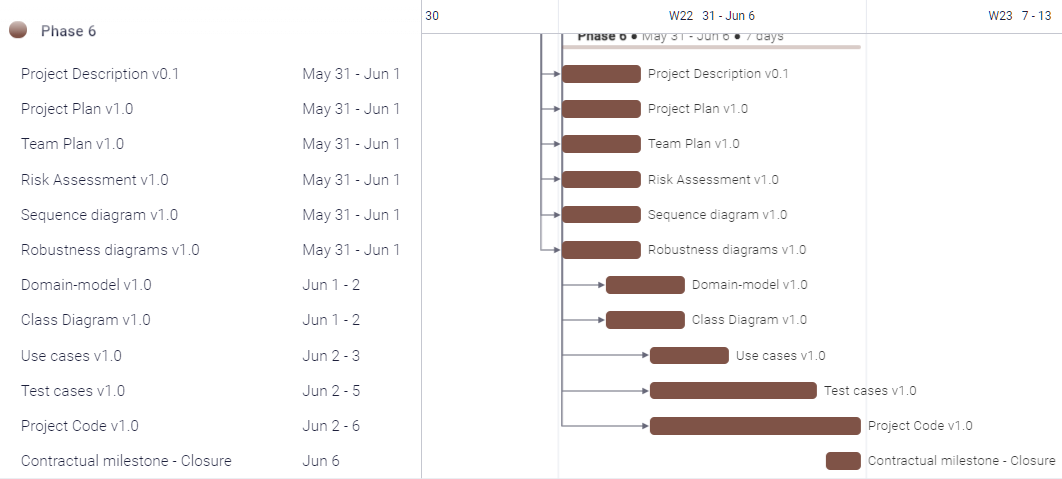 30 W22 31 - Jun 6 W23 7 - 13
Phase 6 Phase 6 ● May 31 - Jun 6 ● 7 days
Project Description v0.1 May 31 - Jun 1 Project Description v0.1
Project Plan v1.0 May 31 - Jun 1 Project Plan v1.0
Team Plan v1.0 May 31 - Jun 1 Team Plan v1.0
Risk Assessment v1.0 May 31 - Jun 1 Risk Assessment v1.0
Sequence diagram v1.0 May 31 - Jun 1 Sequence diagram v1.0
Robustness diagrams v1.0 May 31 - Jun 1 Robustness diagrams v1.0
Domain-model v1.0 Jun 1 - 2 Domain-model v1.0
Class Diagram v1.0 Jun 1 - 2 Class Diagram v1.0
Use cases v1.0 Jun 2 - 3 Use cases v1.0
Test cases v1.0 Jun 2 - 5 Test cases v1.0
Project Code v1.0 Jun 2 - 6 Project Code v1.0
Contractual milestone - Closure Jun 6 Contractual milestone - Closure